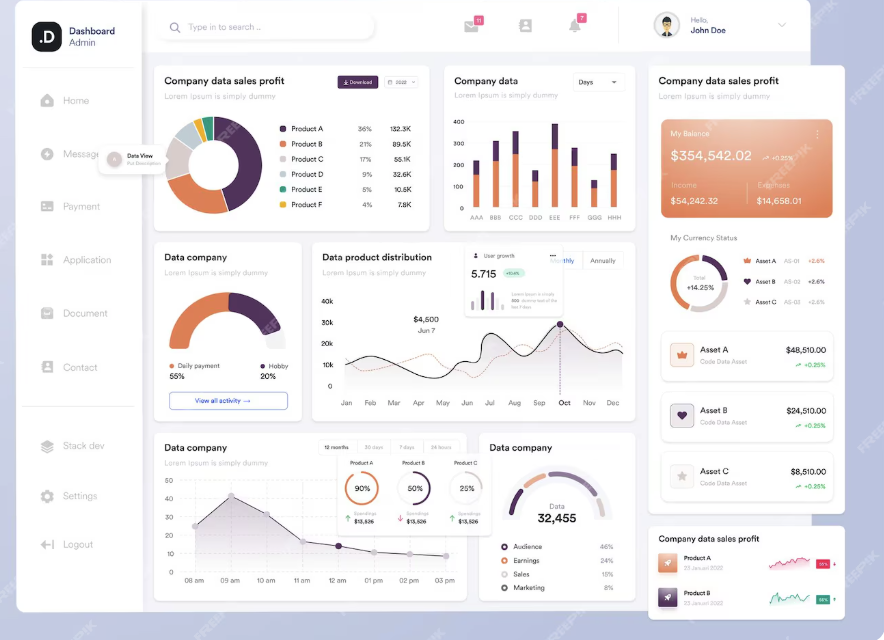 .D
Dashboard
Admin
Type in to search ..
11
7
Hello,
John Doe
Home
Message
Data View
Payment
Application
Document
Contact
Stack dev
Settings
Logout
Company data sales profit
Download
2022
Lorem Ipsum is simply dummy
Product A 36% 132.3K
Product B 21% 89.5K
Product C 17% 55.1K
Product D 9% 32.6K
Product E 5% 10.5K
Product F 4% 7.8K
Company data
Days
Lorem Ipsum is simply dummy
400
300
200
100
0
AAA BBS CCC DDD EEE FFF GGG HHH
Data company
Lorem Ipsum is simply dummy
Daily payment
55%
Hobby
20%
View all activity →
Data product distribution
Lorem Ipsum is simply dummy
User growth
5.715
Lorem Ipsum is simply
Annually
40k
30k
20k
10k
0
$4,500
Jun 7
Jan Feb Mar Apr May Jun Jul Aug Sep Oct Nov Dec
Data company
Lorem Ipsum is simply dummy
12 months 30 days 7 days 24 hours
Product A Product B Product C
90% 50% 25%
Spendings Spendings Spendings
$13,526 $13,526 $13,526
50
40
30
20
10
0
08 am 09 am 10 am 11 am 12 am 01 pm 02 pm 03 pm
Data company
Data
32,455
Audience 46%
Earnings 24%
Sales 15%
Marketing 8%
Company data sales profit
Lorem Ipsum is simply dummy
My Balance
$354,542.02 +0.25%
Income
$54,242.32
Expenses
$14,658.01
My Currency Status
Total
+14.25%
Asset A AS-01 +2.6%
Asset B AS-02 +2.6%
Asset C AS-03 +2.6%
Asset A $48,510.00
Code Data Asset +0.25%
Asset B $24,510.00
Code Data Asset +0.25%
Asset C $8,510.00
Code Data Asset +0.25%
Company data sales profit
Product A
03 Januari 2022
Product B
03 Januari 2022
FREEPIK